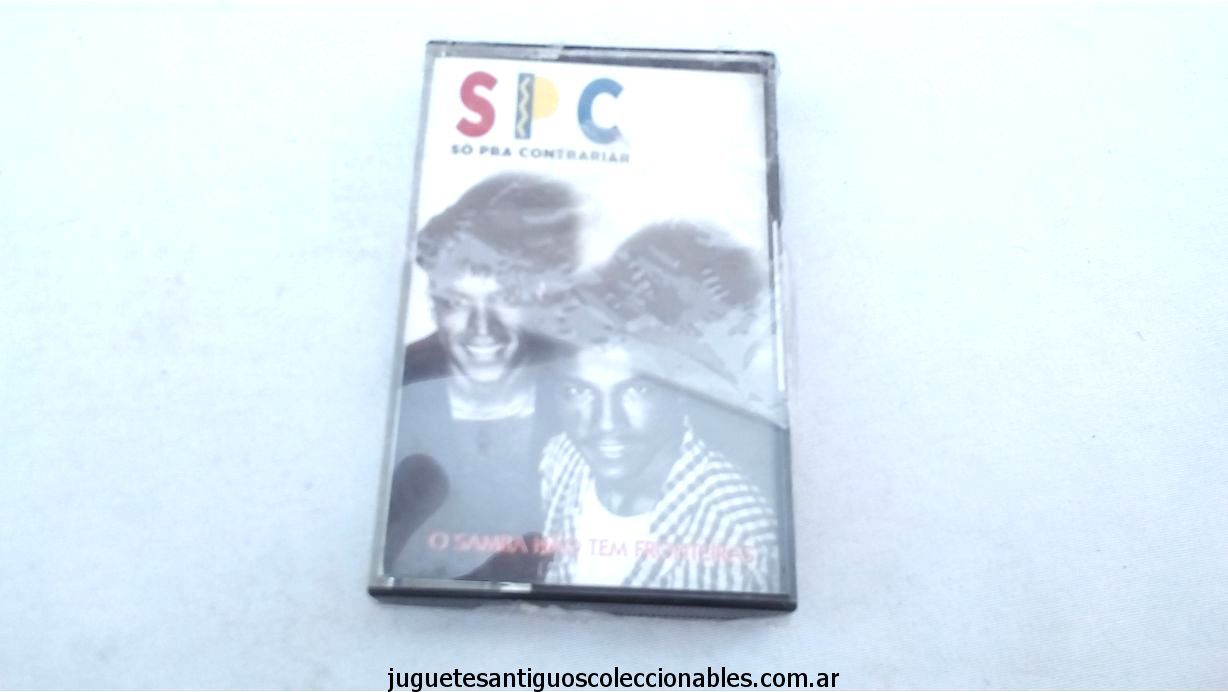 SPC
SÓ PRA CONTRARIAR
O SAMBA NÃO TEM FRONTEIRAS
juguetesantiguoscoleccionables.com.ar